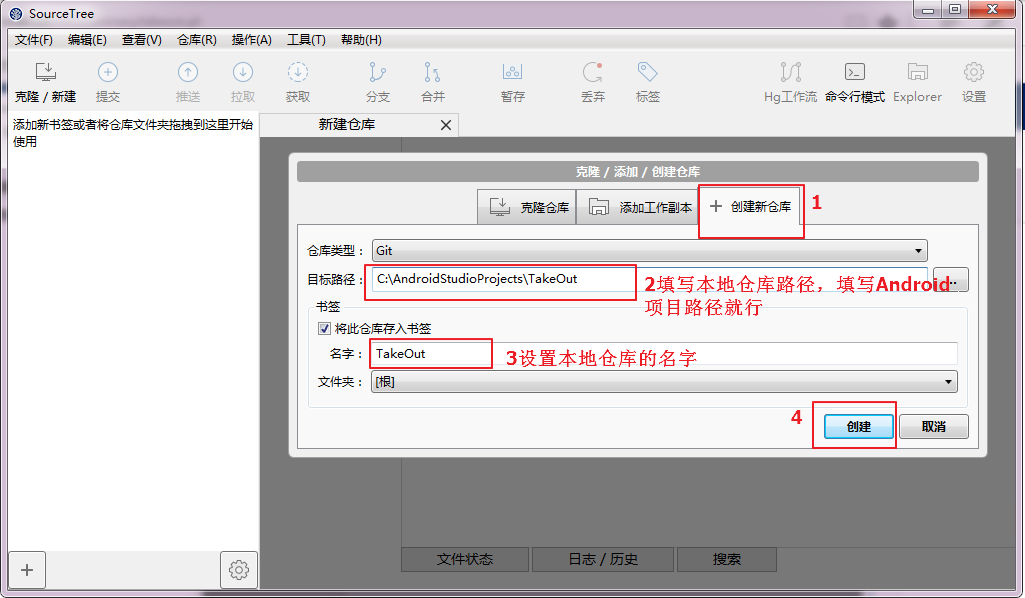 SourceTree
文件(F) 编辑(E) 查看(V) 仓库(R) 操作(A) 工具(T) 帮助(H)
克隆 / 新建 提交 推送 拉取 获取 分支 合并 暂存 丢弃 标签 Hg工作流 命令行模式 Explorer 设置
添加新书签或者将仓库文件夹拖拽到这里开始
使用
新建仓库
克隆 / 添加 / 创建仓库
克隆仓库 添加工作副本 + 创建新仓库 1
仓库类型： Git
目标路径： C:\AndroidStudioProjects\TakeOut
2填写本地仓库路径，填写Android
项目路径就行
书签
将此仓库存入书签
名字： TakeOut
3设置本地仓库的名字
文件夹： [根]
4
创建 取消
文件状态 日志 / 历史 搜索